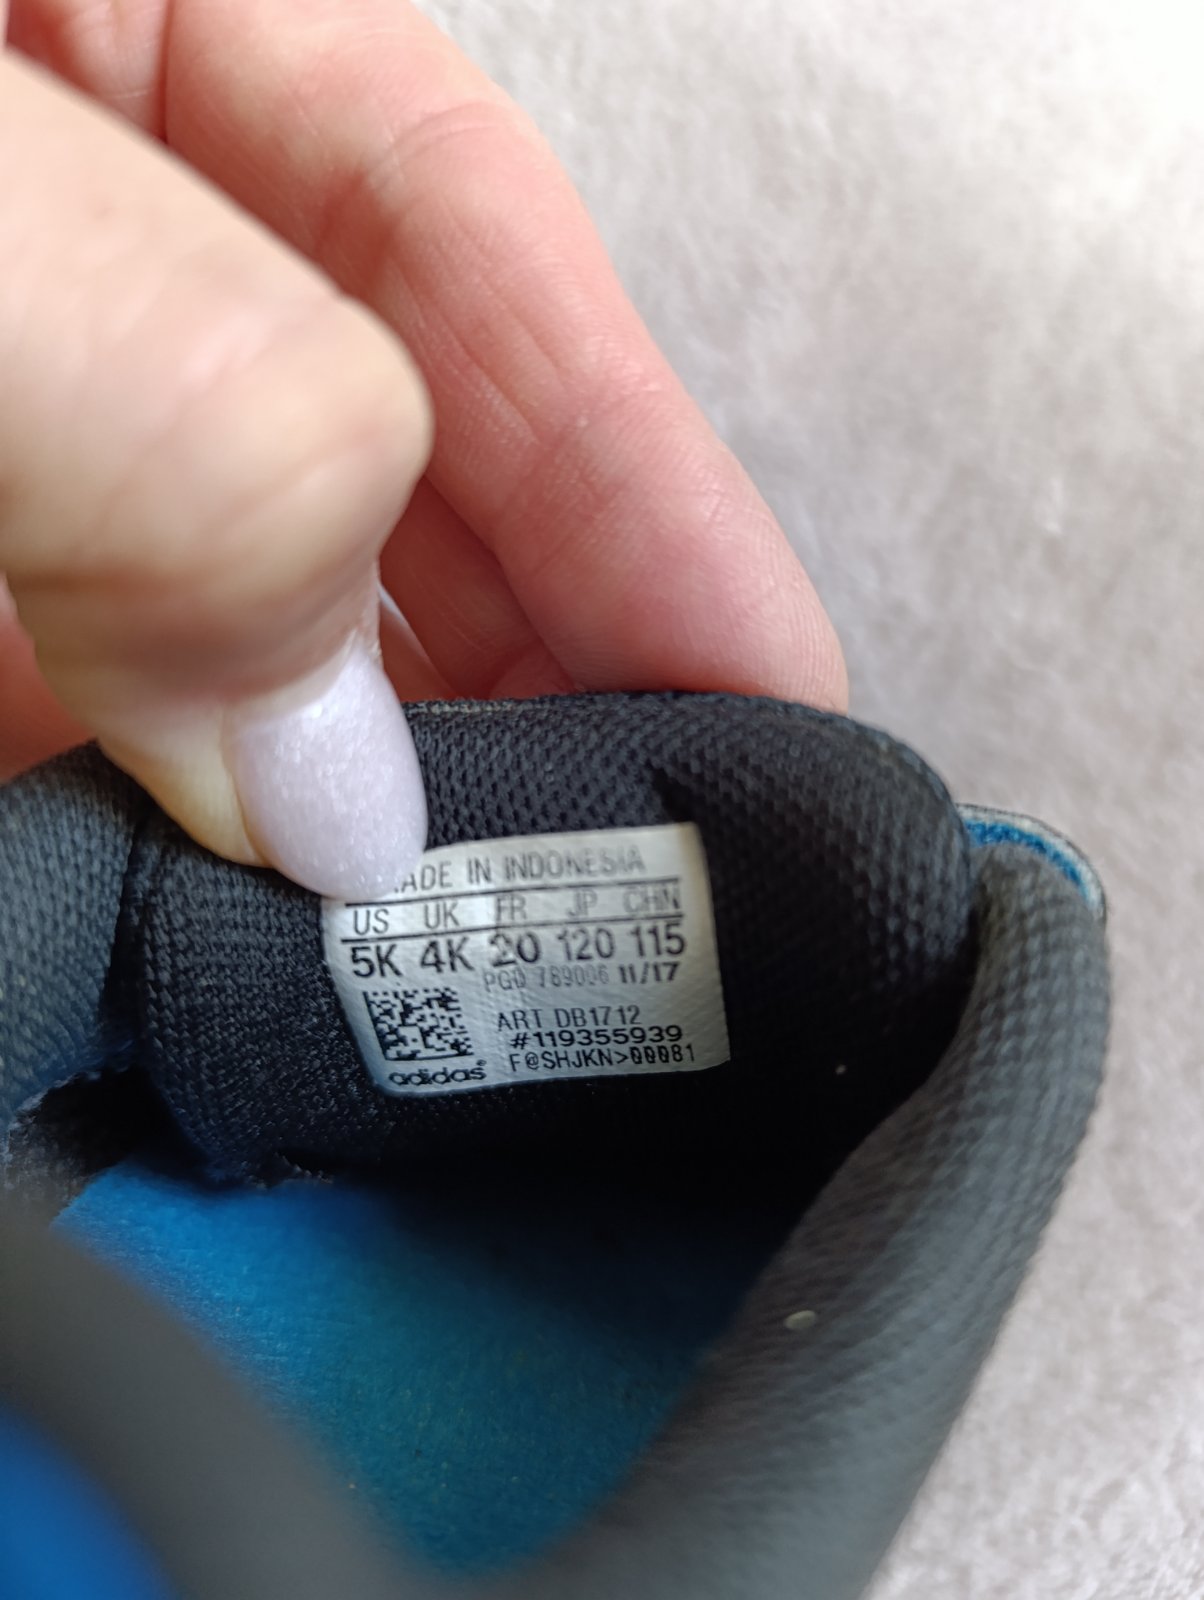 MADE IN INDONESIA
US UK FR JP CHN
5K 4K 20 120 115
PGQ 789006 11/17
ART DB1712
#119355939
F@SHJKN>00081
adidas®